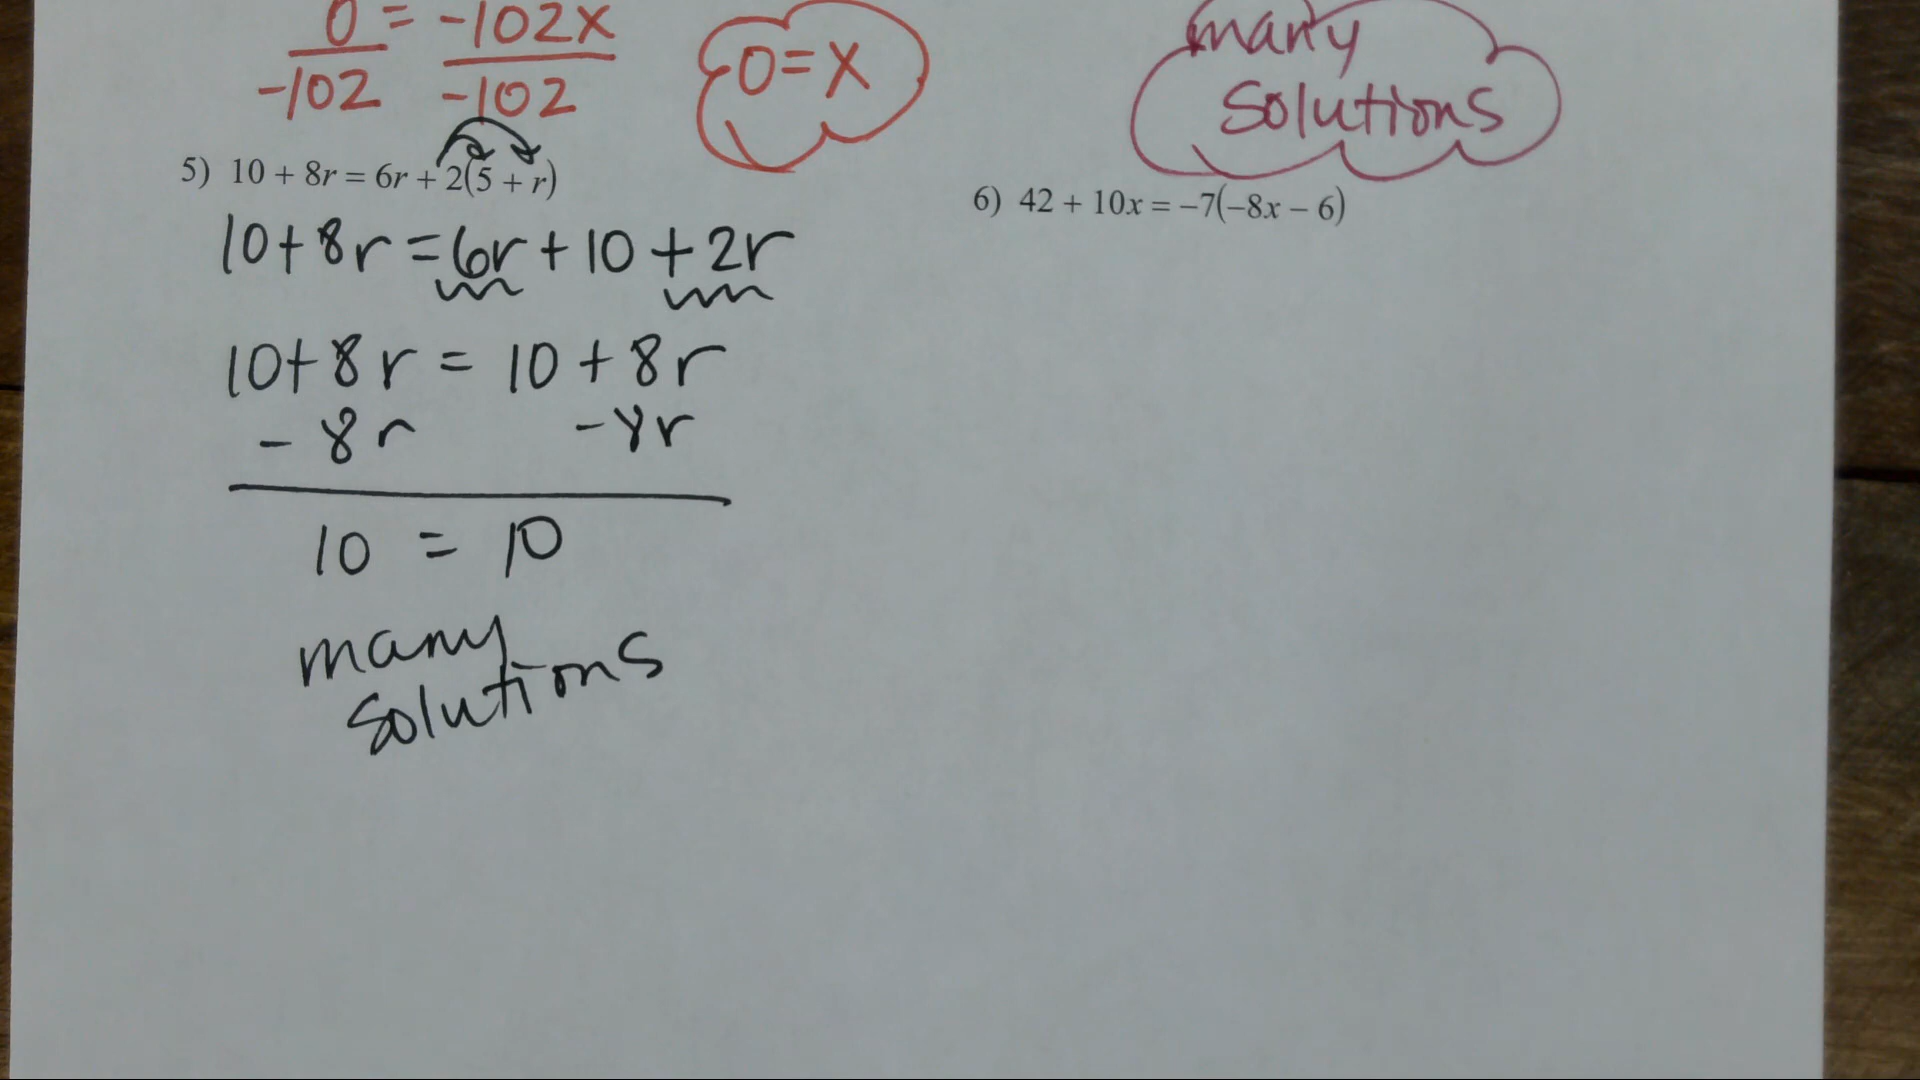 0 = -102x
-102 -102
0=x
5) 10 + 8r = 6r + 2(5 + r)
10+8r = 6r + 10 + 2r
10+8r = 10 + 8r
- 8r -8r
10 = 10
many
solutions
many
solutions
6) 42 + 10x = −7(−8x − 6)